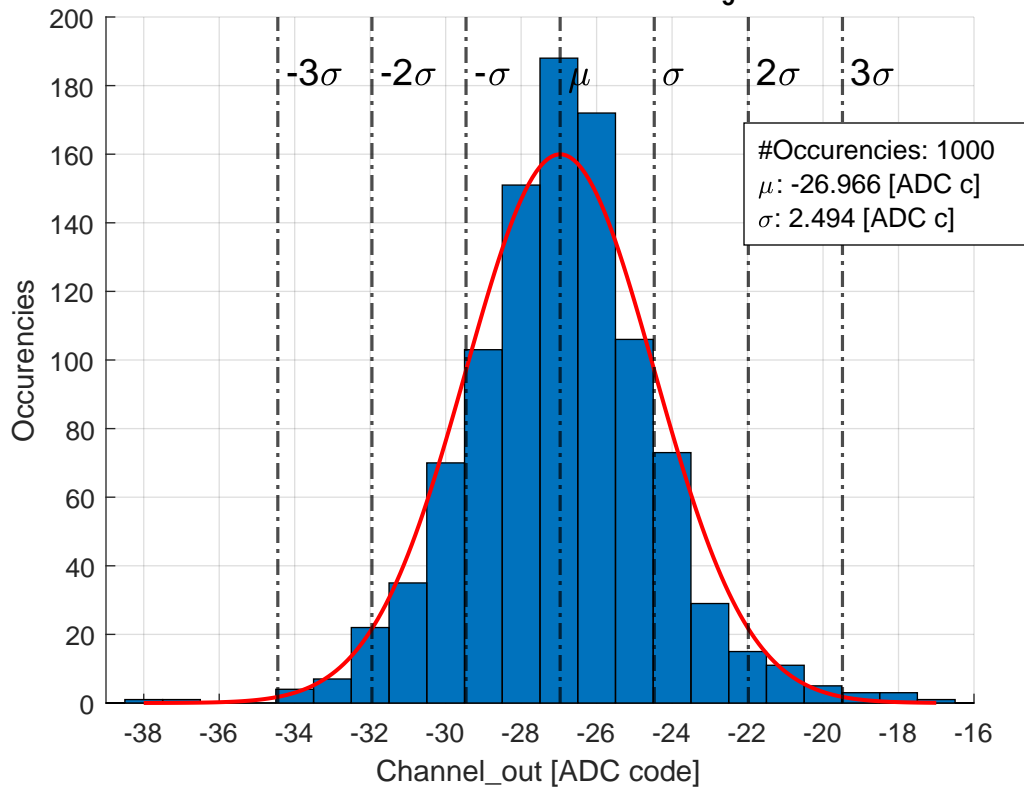 200
180
160
140
120
100
80
60
40
20
0
Occurencies
-3σ -2σ -σ μ σ 2σ 3σ
#Occurencies: 1000
μ: -26.966 [ADC c]
σ: 2.494 [ADC c]
-38 -36 -34 -32 -30 -28 -26 -24 -22 -20 -18 -16
Channel_out [ADC code]